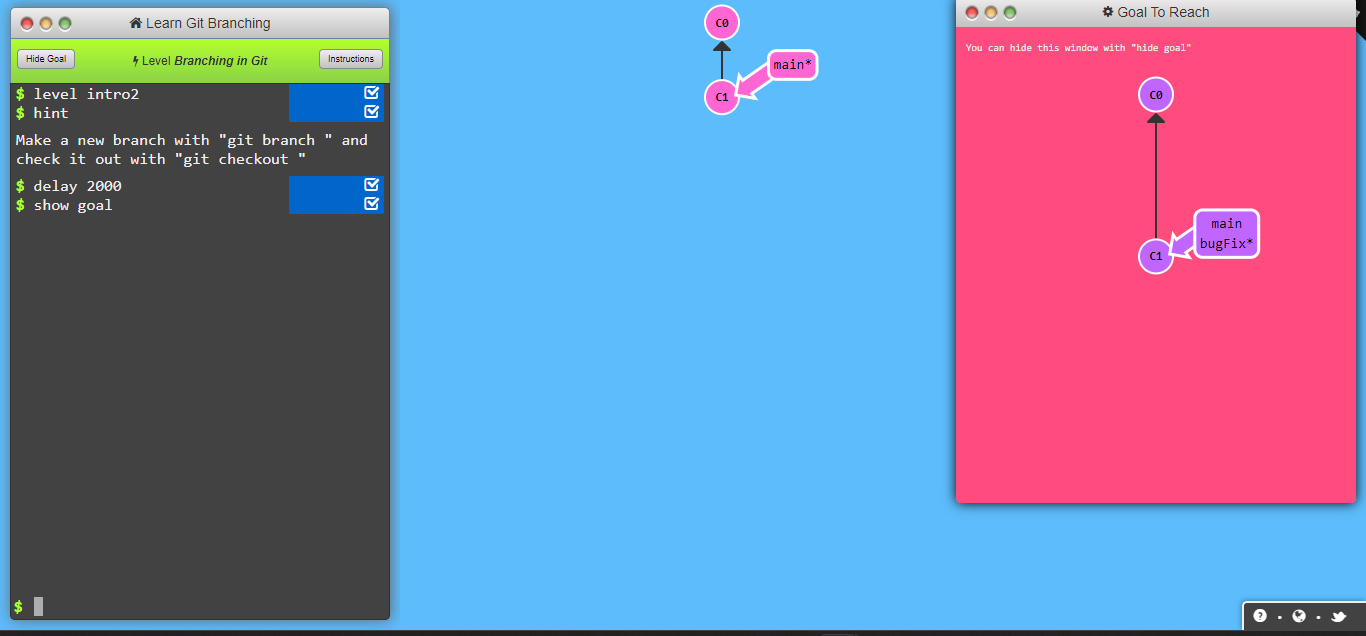 Learn Git Branching
Hide Goal
Level Branching in Git
Instructions
$ level intro2
$ hint
Make a new branch with "git branch " and
check it out with "git checkout "
$ delay 2000
$ show goal
$
C0
main*
C1
Goal To Reach
You can hide this window with "hide goal"
C0
main
bugFix*
C1